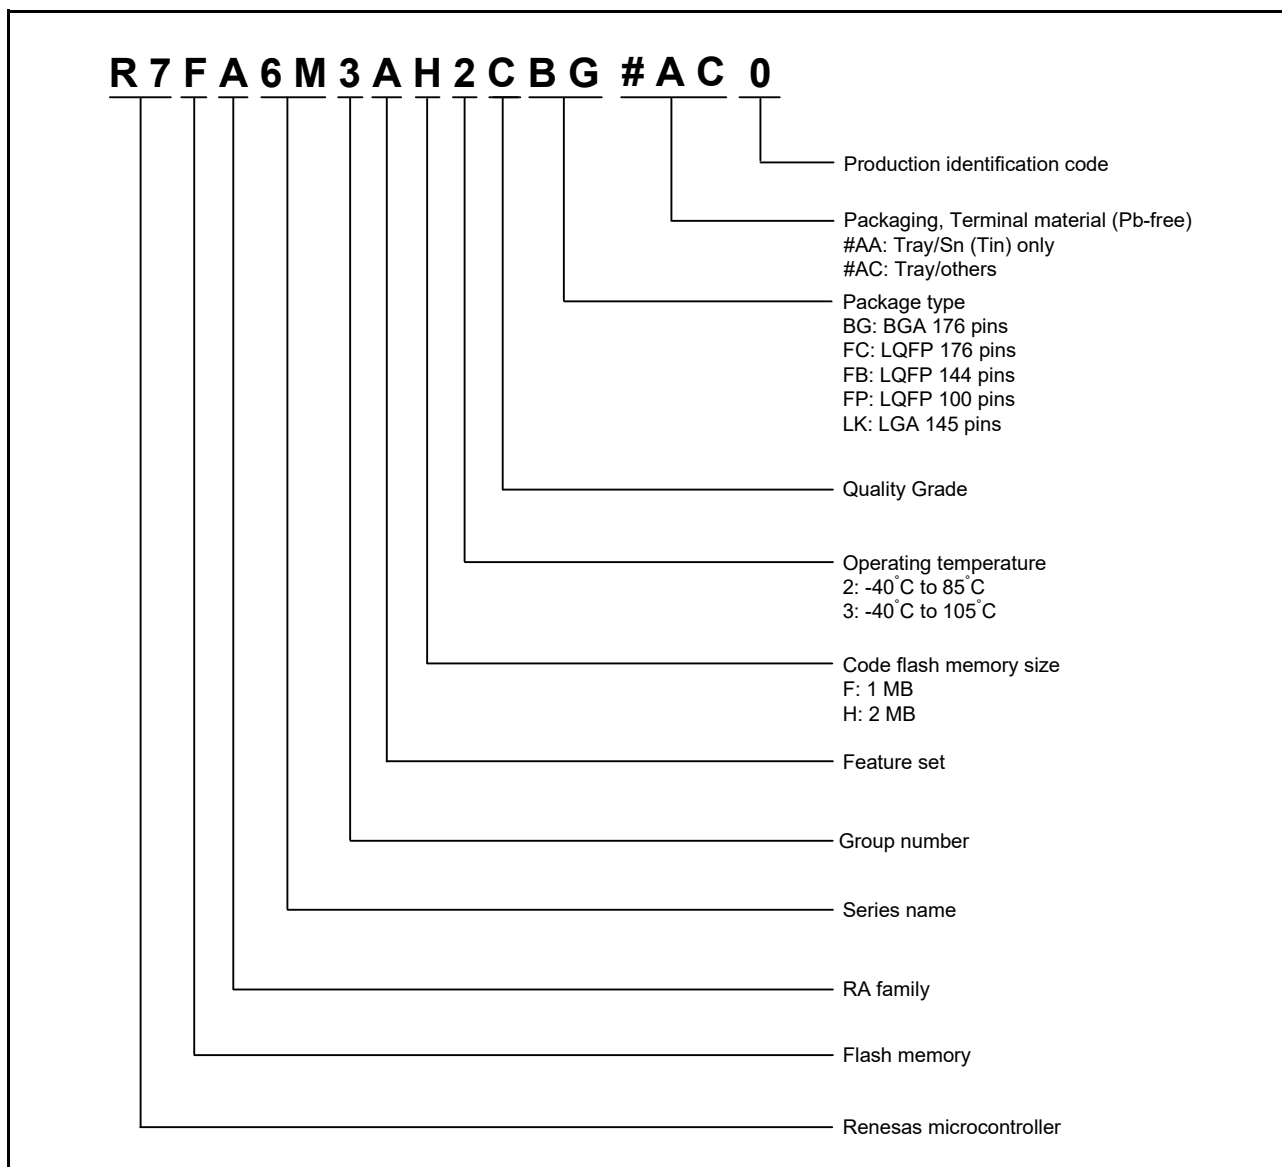 R7FA6M3AH2CBG#AC0
Production identification code
Packaging, Terminal material (Pb-free)
#AA: Tray/Sn (Tin) only
#AC: Tray/others
Package type
BG: BGA 176 pins
FC: LQFP 176 pins
FB: LQFP 144 pins
FP: LQFP 100 pins
LK: LGA 145 pins
Quality Grade
Operating temperature
2: -40°C to 85°C
3: -40°C to 105°C
Code flash memory size
F: 1 MB
H: 2 MB
Feature set
Group number
Series name
RA family
Flash memory
Renesas microcontroller